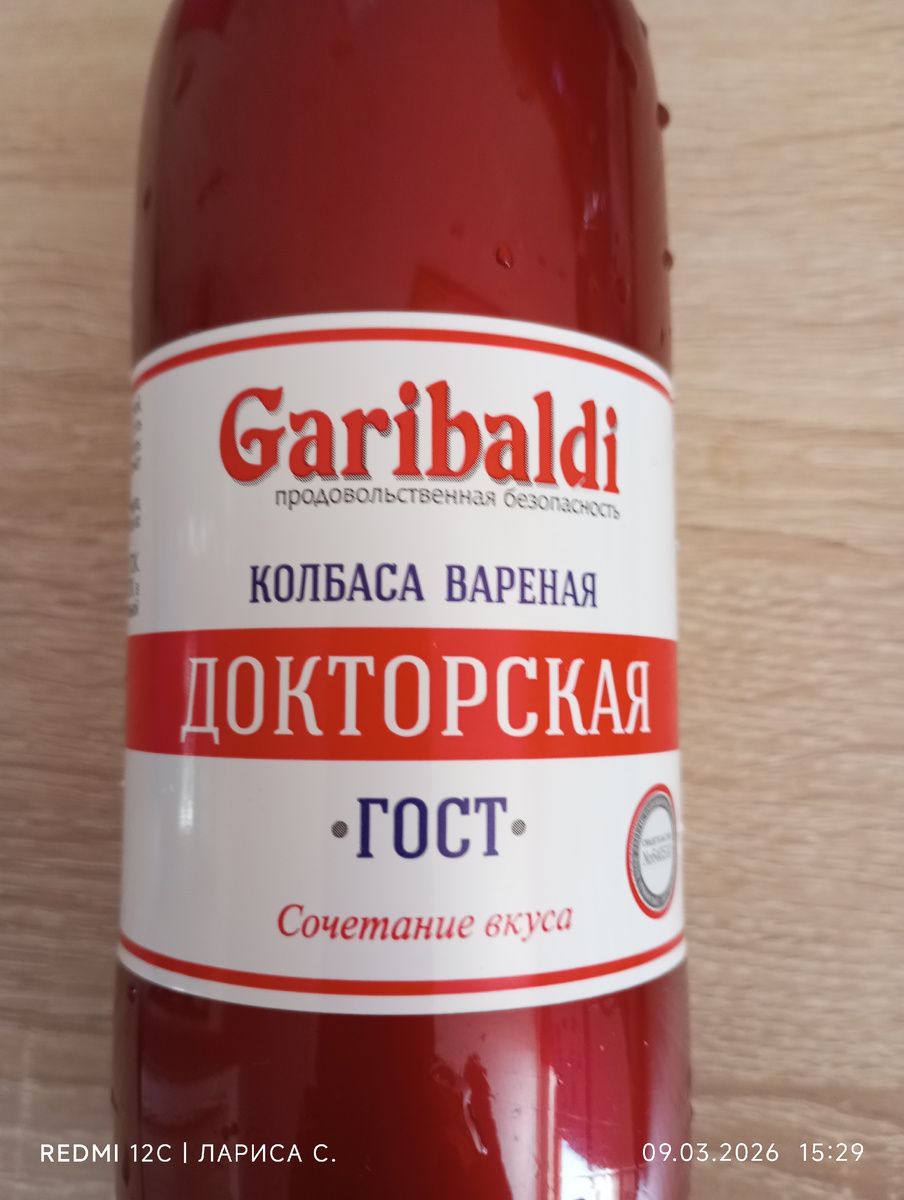 Garibaldi
продовольственная безопасность
КОЛБАСА ВАРЕНАЯ
ДОКТОРСКАЯ
·ГОСТ·
Сочетание вкуса
REDMI 12C | ЛАРИСА С.
09.03.2026 15:29